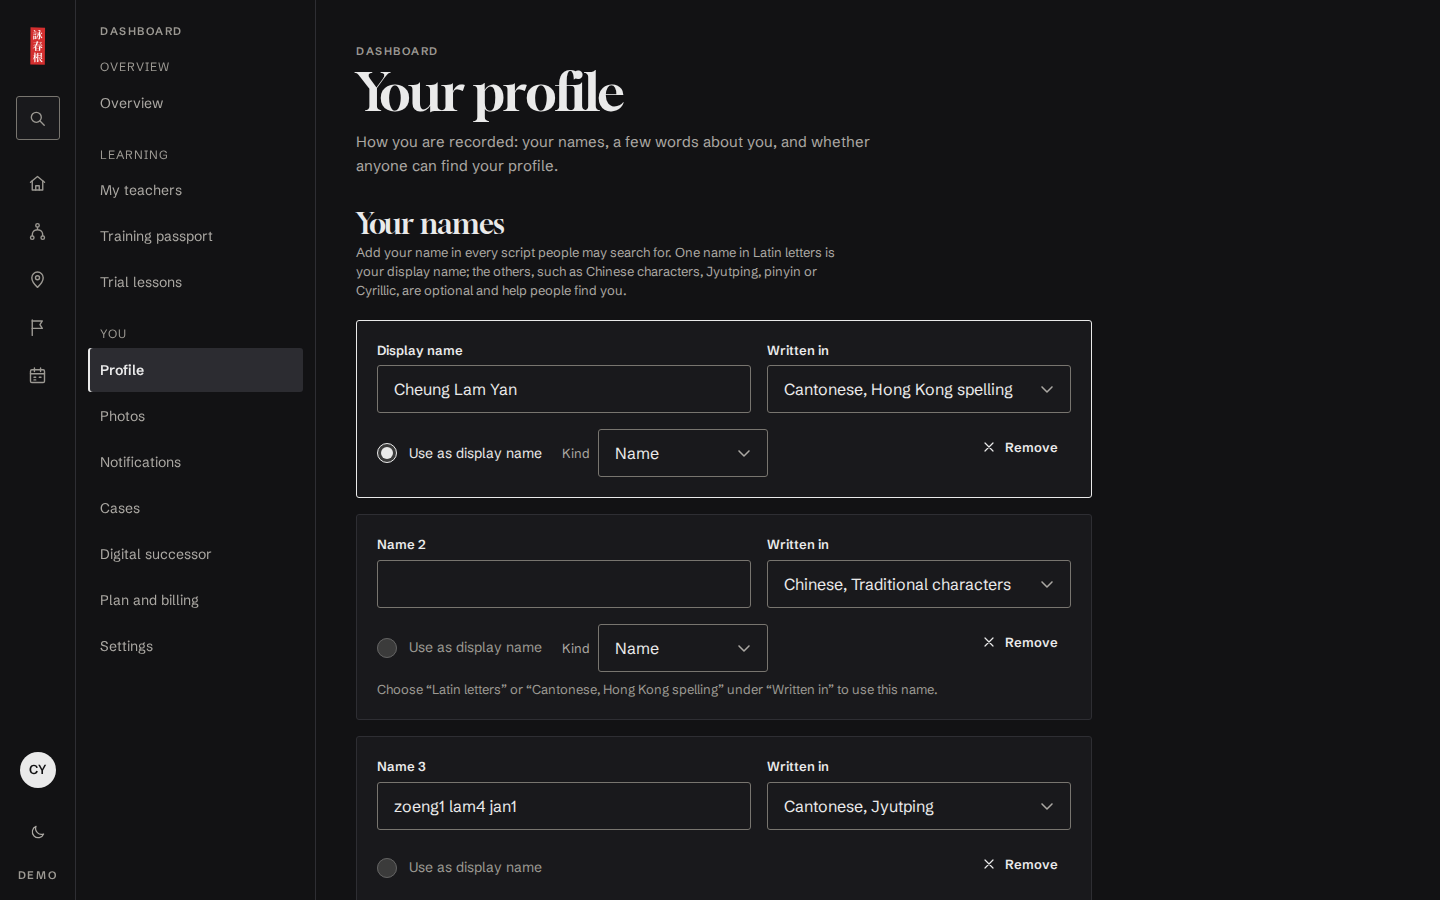 詠春根
DASHBOARD
OVERVIEW
Overview
LEARNING
My teachers
Training passport
Trial lessons
YOU
Profile
Photos
Notifications
Cases
Digital successor
Plan and billing
Settings
CY
DEMO
DASHBOARD
Your profile
How you are recorded: your names, a few words about you, and whether
anyone can find your profile.
Your names
Add your name in every script people may search for. One name in Latin letters is
your display name; the others, such as Chinese characters, Jyutping, pinyin or
Cyrillic, are optional and help people find you.
Display name
Written in
Cheung Lam Yan
Cantonese, Hong Kong spelling
Use as display name
Kind
Name
Remove
Name 2
Written in
Chinese, Traditional characters
Use as display name
Kind
Name
Remove
Choose “Latin letters” or “Cantonese, Hong Kong spelling” under “Written in” to use this name.
Name 3
Written in
zoeng1 lam4 jan1
Cantonese, Jyutping
Use as display name
Remove